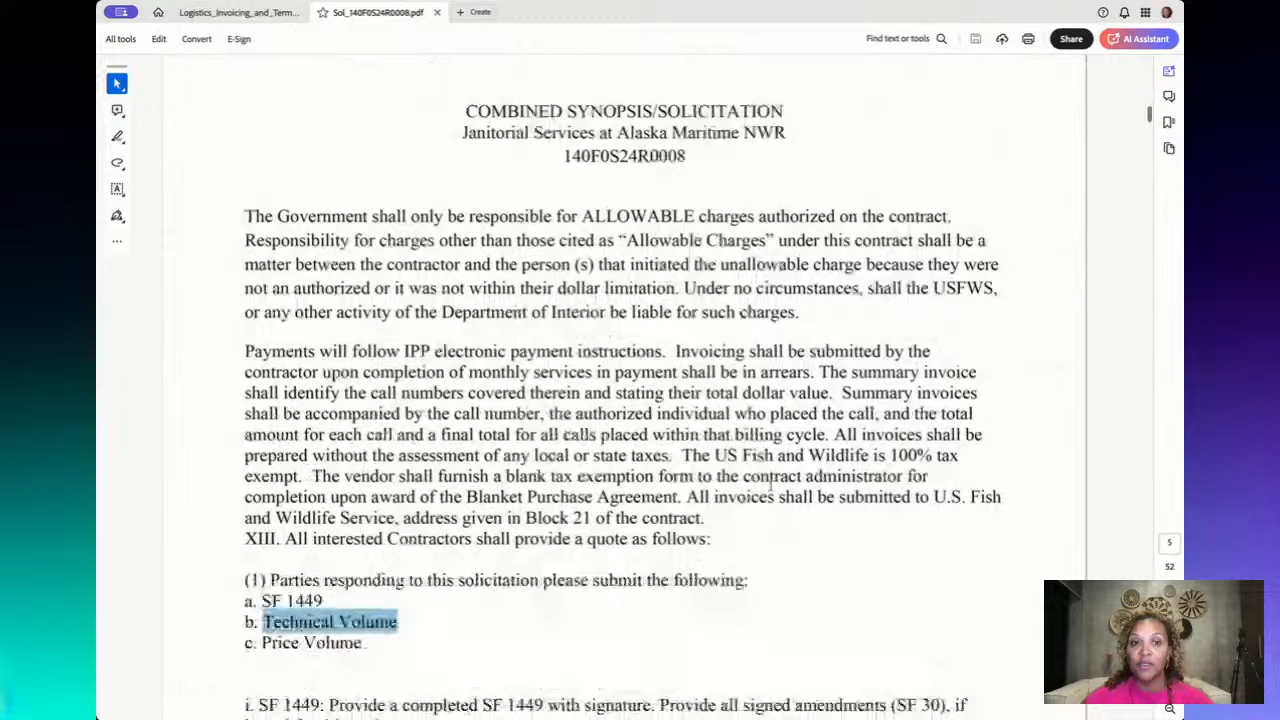 Logistics_Invoicing_and_Term...
Sol_140F0S24R0008.pdf
Create
All tools
Edit
Convert
E-Sign
Find text or tools
Share
AI Assistant
COMBINED SYNOPSIS/SOLICITATION
Janitorial Services at Alaska Maritime NWR
140F0S24R0008
The Government shall only be responsible for ALLOWABLE charges authorized on the contract.
Responsibility for charges other than those cited as “Allowable Charges” under this contract shall be a
matter between the contractor and the person (s) that initiated the unallowable charge because they were
not an authorized or it was not within their dollar limitation. Under no circumstances, shall the USFWS,
or any other activity of the Department of Interior be liable for such charges.
Payments will follow IPP electronic payment instructions. Invoicing shall be submitted by the
contractor upon completion of monthly services in payment shall be in arrears. The summary invoice
shall identify the call numbers covered therein and stating their total dollar value. Summary invoices
shall be accompanied by the call number, the authorized individual who placed the call, and the total
amount for each call and a final total for all calls placed within that billing cycle. All invoices shall be
prepared without the assessment of any local or state taxes. The US Fish and Wildlife is 100% tax
exempt. The vendor shall furnish a blank tax exemption form to the contract administrator for
completion upon award of the Blanket Purchase Agreement. All invoices shall be submitted to U.S. Fish
and Wildlife Service, address given in Block 21 of the contract.
XIII. All interested Contractors shall provide a quote as follows:
(1) Parties responding to this solicitation please submit the following:
a. SF 1449
b. Technical Volume
c. Price Volume
i. SF 1449: Provide a completed SF 1449 with signature. Provide all signed amendments (SF 30), if
5
52